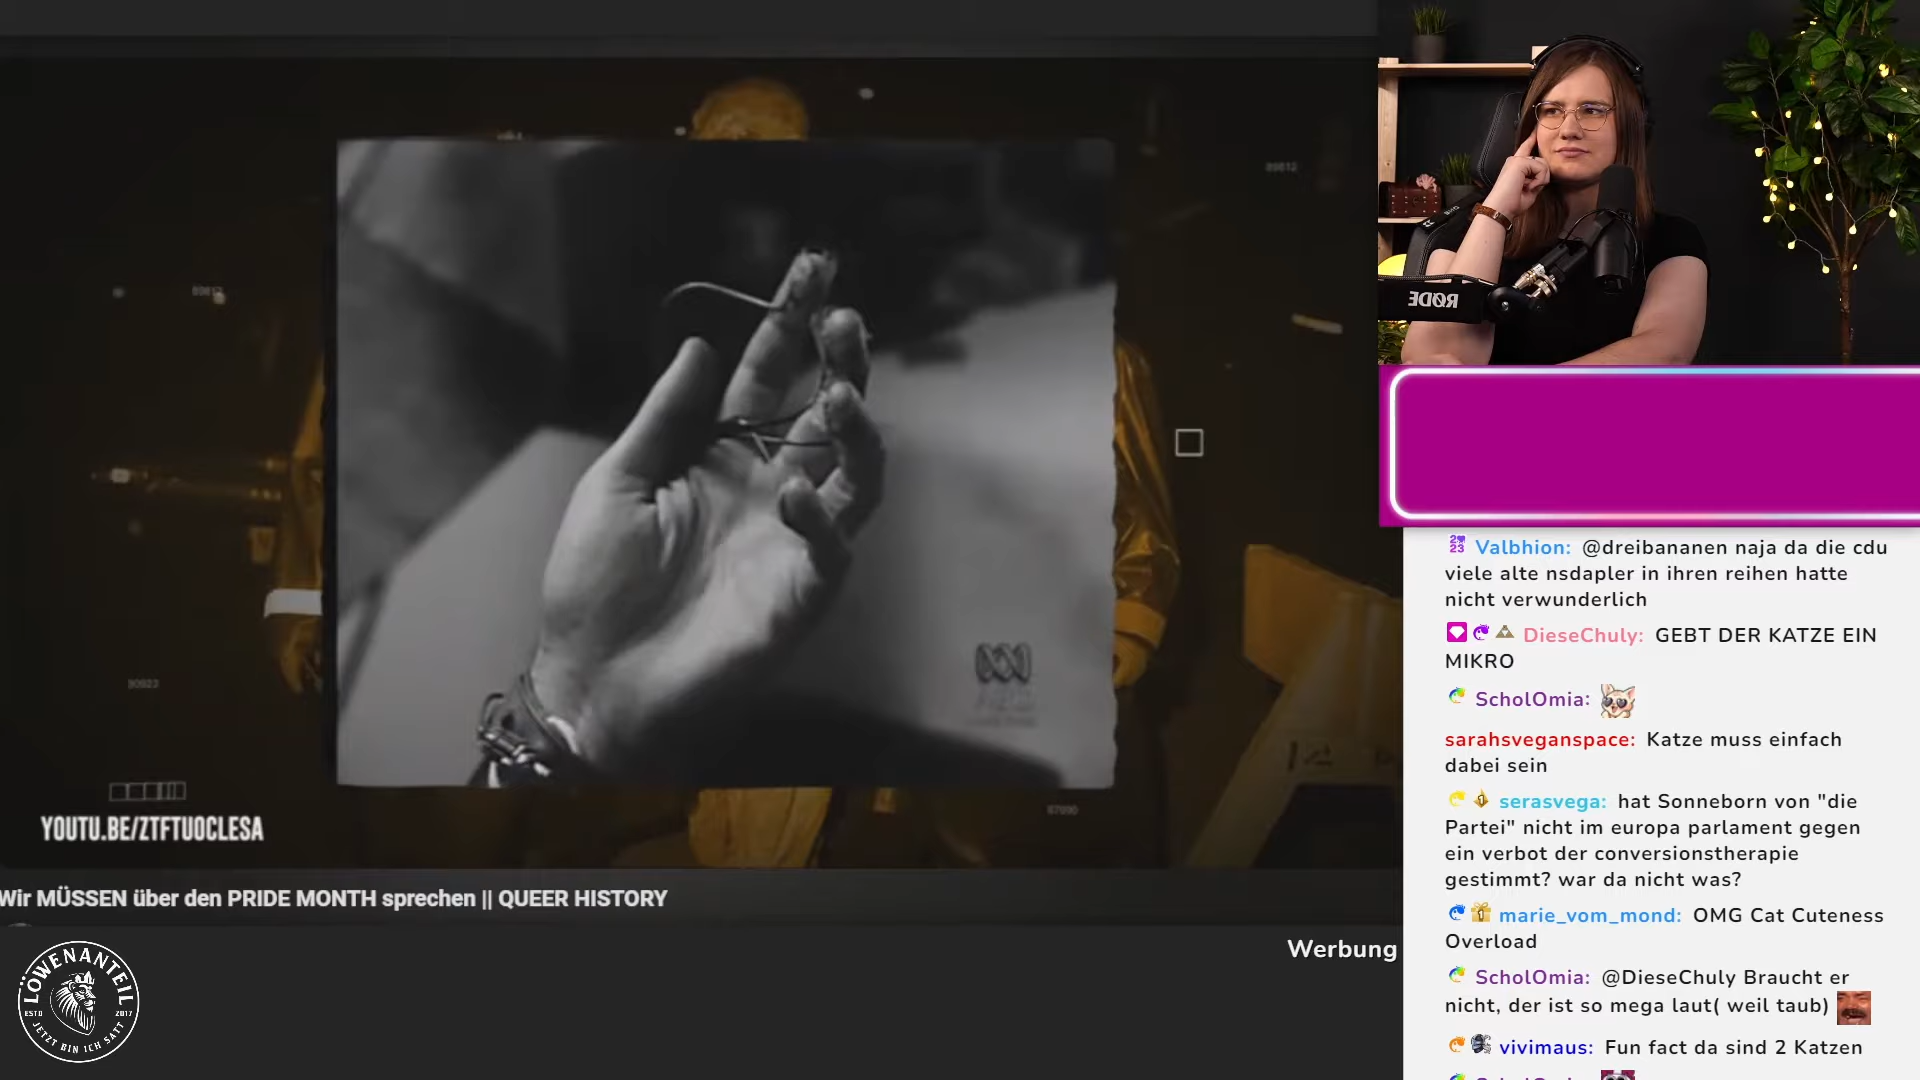 89812
89812
90923
87690
YOUTU.BE/ZTFTUOCLESA
Wir MÜSSEN über den PRIDE MONTH sprechen || QUEER HISTORY
LÖWENANTEIL
ESTD 2017
JETZT BIN ICH SATT
Werbung
RØDE
Valbhion: @dreibananen naja da die cdu
viele alte nsdapler in ihren reihen hatte
nicht verwunderlich
DieseChuly: GEBT DER KATZE EIN
MIKRO
ScholOmia:
sarahsveganspace: Katze muss einfach
dabei sein
serasvega: hat Sonneborn von "die
Partei" nicht im europa parlament gegen
ein verbot der conversionstherapie
gestimmt? war da nicht was?
marie_vom_mond: OMG Cat Cuteness
Overload
ScholOmia: @DieseChuly Braucht er
nicht, der ist so mega laut( weil taub)
vivimaus: Fun fact da sind 2 Katzen